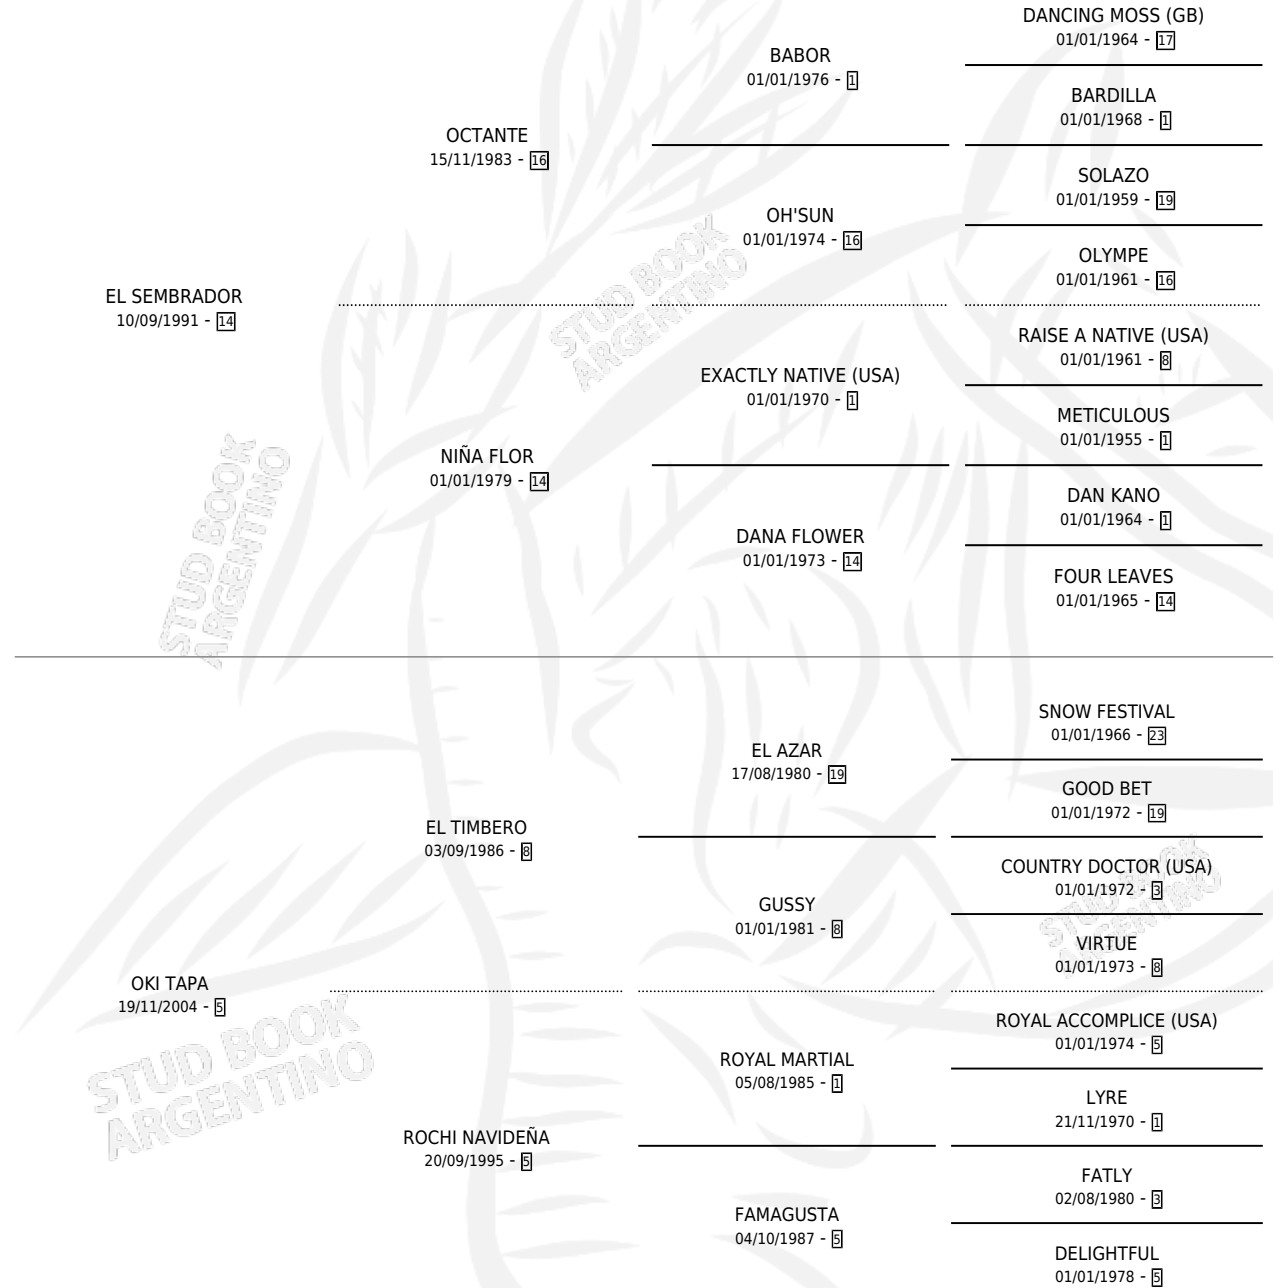 DANCING MOSS (GB)
01/01/1964 - 17
BABOR
01/01/1976 - 1
BARDILLA
01/01/1968 - 1
OCTANTE
15/11/1983 - 16
SOLAZO
01/01/1959 - 19
OH'SUN
01/01/1974 - 16
OLYMPE
01/01/1961 - 16
EL SEMBRADOR
10/09/1991 - 14
RAISE A NATIVE (USA)
01/01/1961 - 8
EXACTLY NATIVE (USA)
01/01/1970 - 1
METICULOUS
01/01/1955 - 1
NIÑA FLOR
01/01/1979 - 14
DAN KANO
01/01/1964 - 1
DANA FLOWER
01/01/1973 - 14
FOUR LEAVES
01/01/1965 - 14
SNOW FESTIVAL
01/01/1966 - 23
EL AZAR
17/08/1980 - 19
GOOD BET
01/01/1972 - 19
EL TIMBERO
03/09/1986 - 8
COUNTRY DOCTOR (USA)
01/01/1972 - 3
GUSSY
01/01/1981 - 8
VIRTUE
01/01/1973 - 8
OKI TAPA
19/11/2004 - 5
ROYAL ACCOMPLICE (USA)
01/01/1974 - 5
ROYAL MARTIAL
05/08/1985 - 1
LYRE
21/11/1970 - 1
ROCHI NAVIDEÑA
20/09/1995 - 5
FATLY
02/08/1980 - 3
FAMAGUSTA
04/10/1987 - 5
DELIGHTFUL
01/01/1978 - 5
STUD BOOK
ARGENTINO
STUD BOOK
ARGENTINO
STUD BOOK
ARGENTINO
STUD BOOK
ARGENTINO